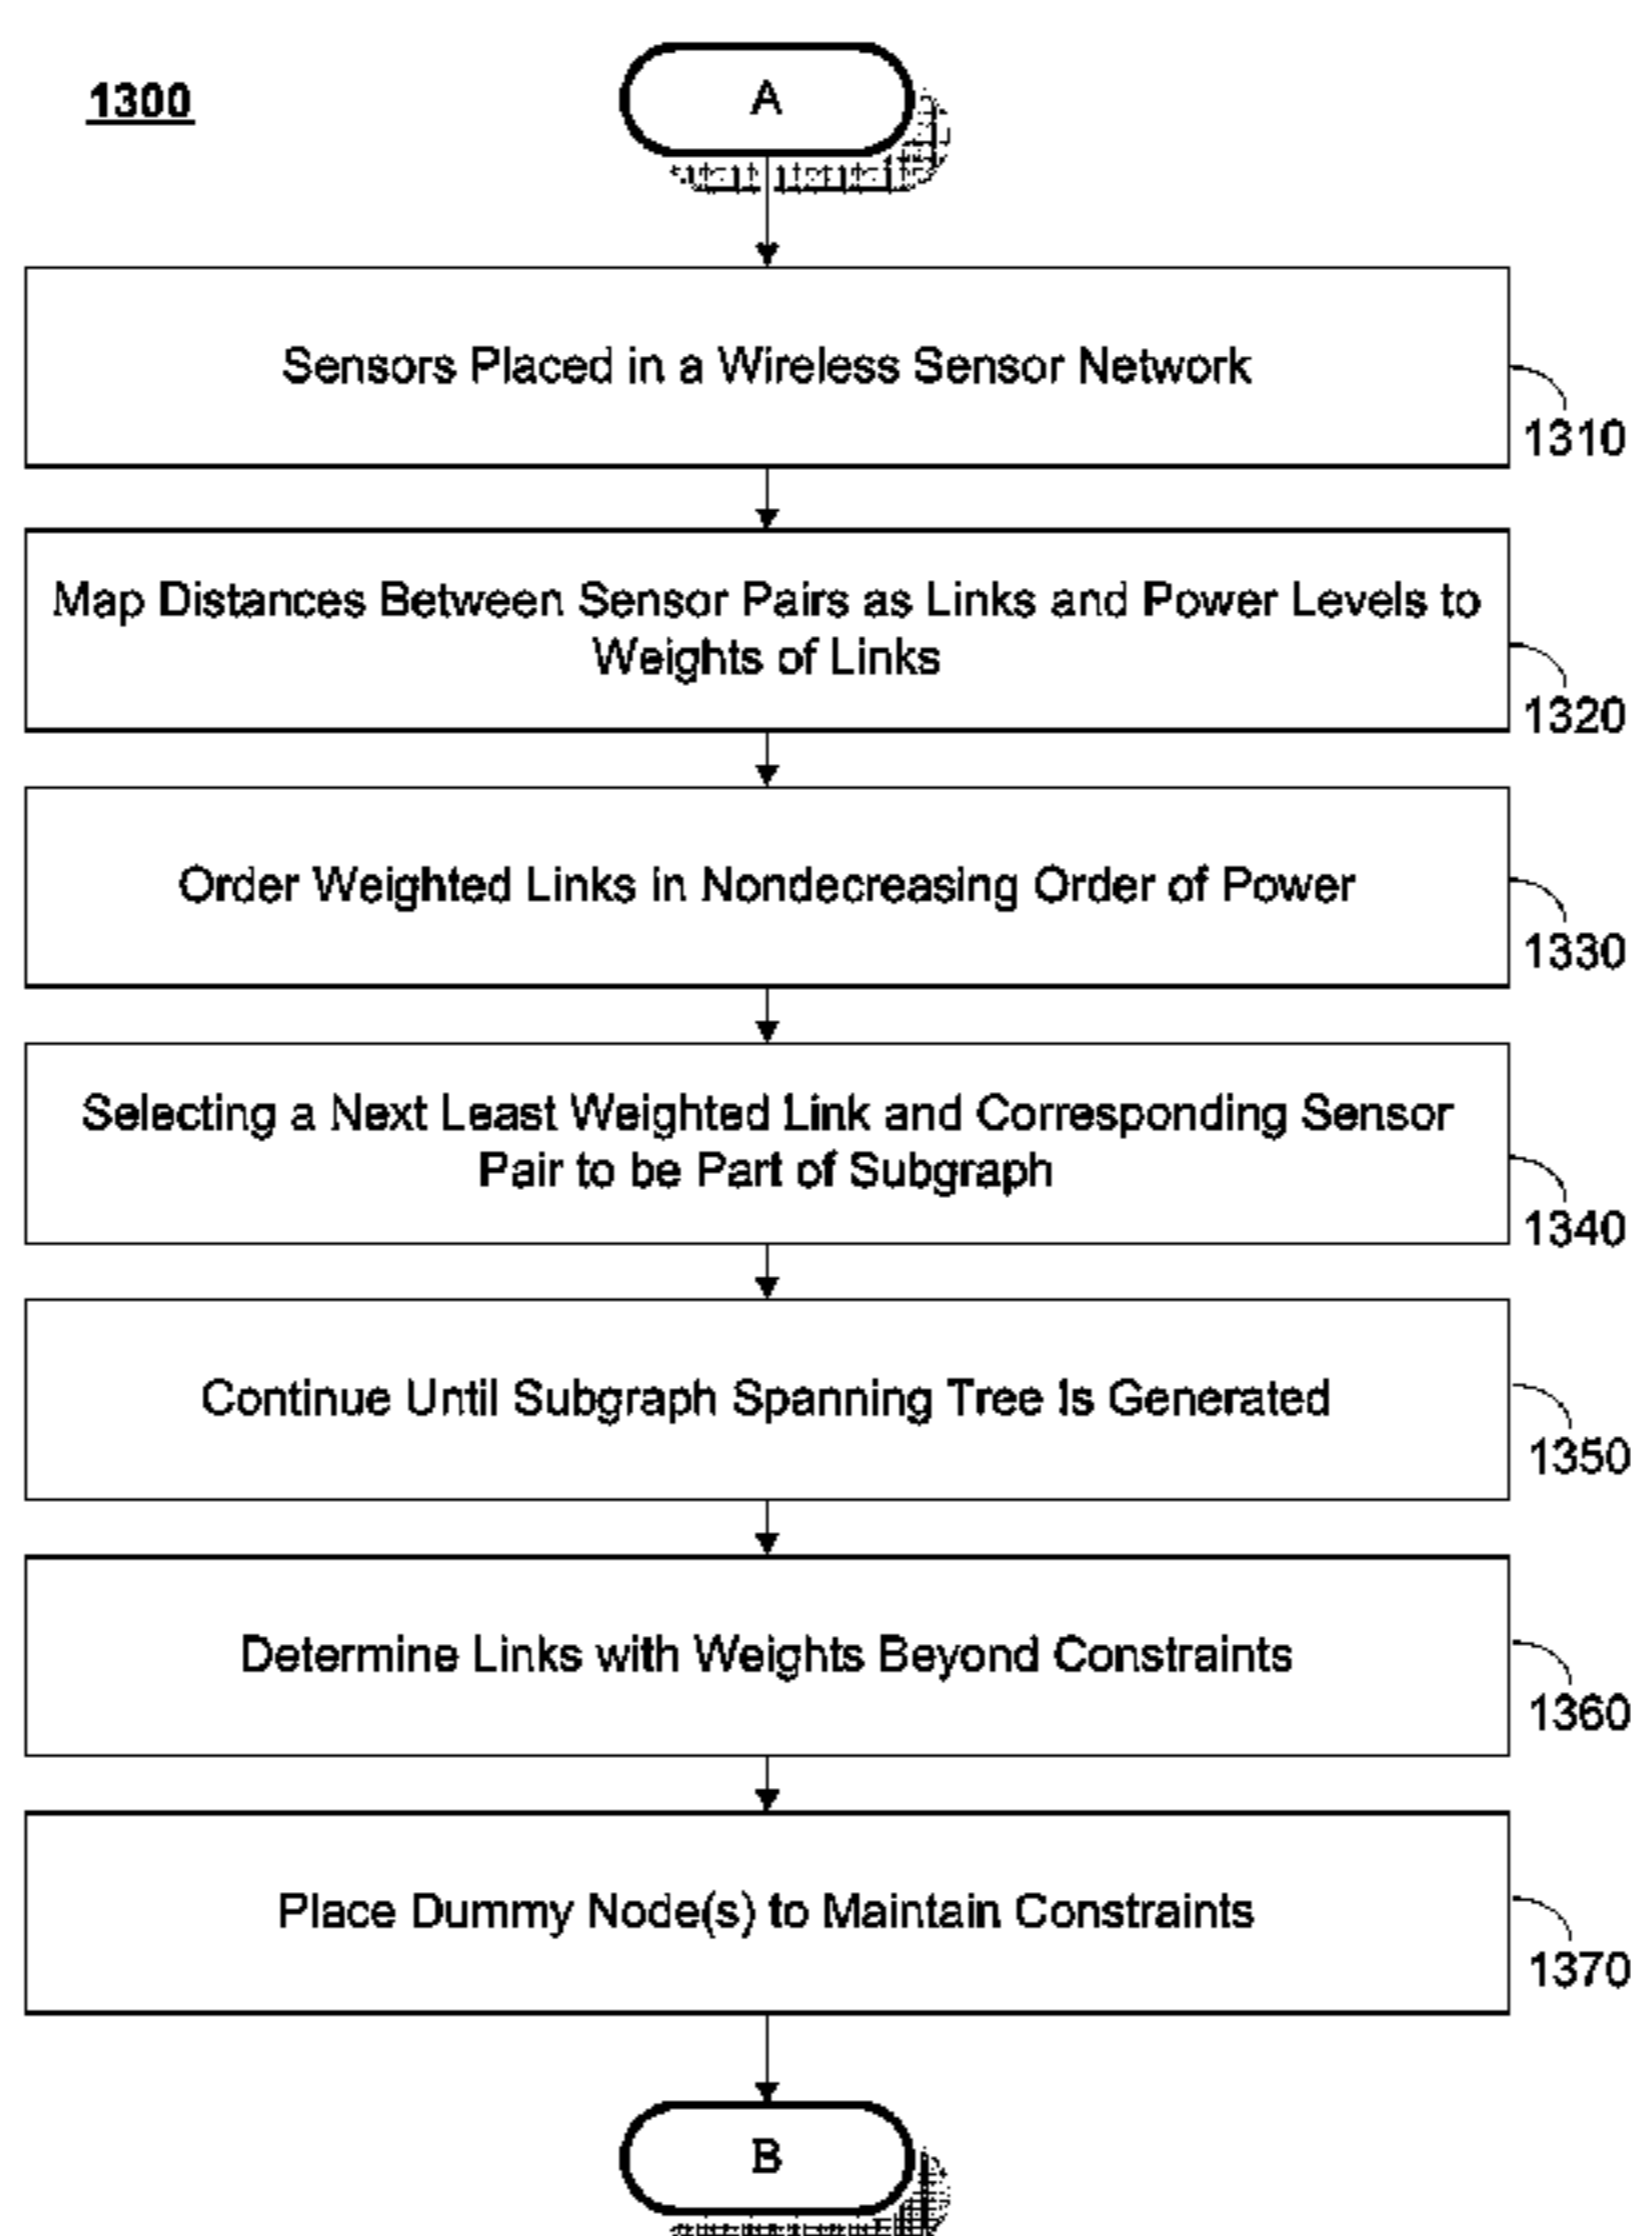 1300
A
Sensors Placed in a Wireless Sensor Network
1310
Map Distances Between Sensor Pairs as Links and Power Levels to
Weights of Links
1320
Order Weighted Links in Nondecreasing Order of Power
1330
Selecting a Next Least Weighted Link and Corresponding Sensor
Pair to be Part of Subgraph
1340
Continue Until Subgraph Spanning Tree Is Generated
1350
Determine Links with Weights Beyond Constraints
1360
Place Dummy Node(s) to Maintain Constraints
1370
B